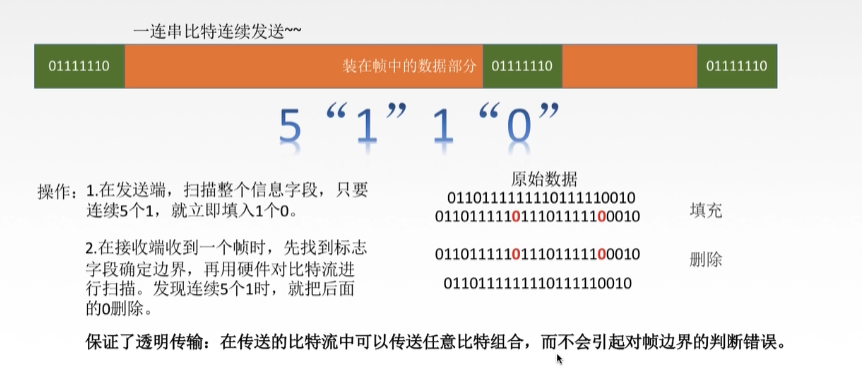 一连串比特连续发送~~
01111110 装在帧中的数据部分 01111110 01111110
5 “1” 1 “0”
操作：1.在发送端，扫描整个信息字段，只要
连续5个1，就立即填入1个0。
2.在接收端收到一个帧时，先找到标志
字段确定边界，再用硬件对比特流进
行扫描。发现连续5个1时，就把后面
的0删除。
原始数据
0110111111110111110010
011011111011101111100010 填充
011011111011101111100010 删除
0110111111110111110010
保证了透明传输：在传送的比特流中可以传送任意比特组合，而不会引起对帧边界的判断错误。